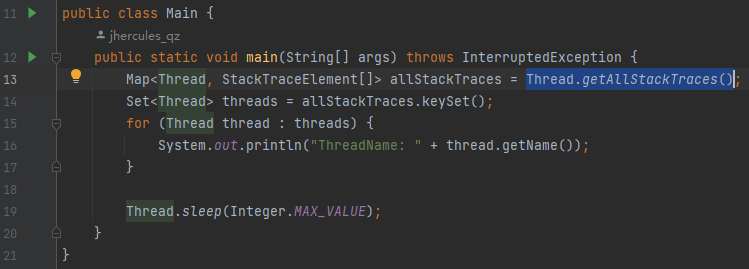 11 public class Main {
jhercules_qz
12 public static void main(String[] args) throws InterruptedException {
13 Map<Thread, StackTraceElement[]> allStackTraces = Thread.getAllStackTraces();
14 Set<Thread> threads = allStackTraces.keySet();
15 for (Thread thread : threads) {
16 System.out.println("ThreadName: " + thread.getName());
17 }
18
19 Thread.sleep(Integer.MAX_VALUE);
20 }
21 }